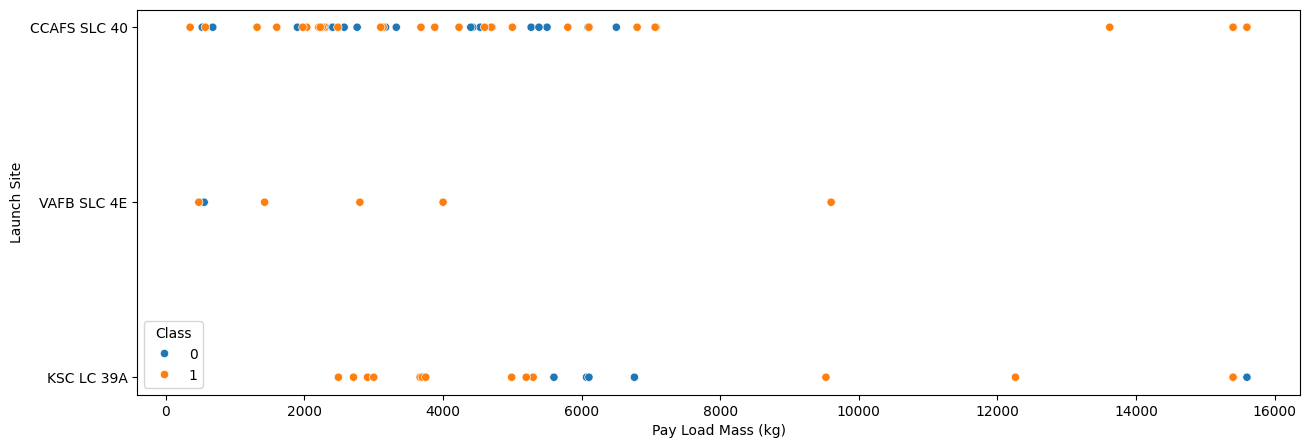 CCAFS SLC 40
VAFB SLC 4E
KSC LC 39A
Launch Site
Class
0
1
0 2000 4000 6000 8000 10000 12000 14000 16000
Pay Load Mass (kg)